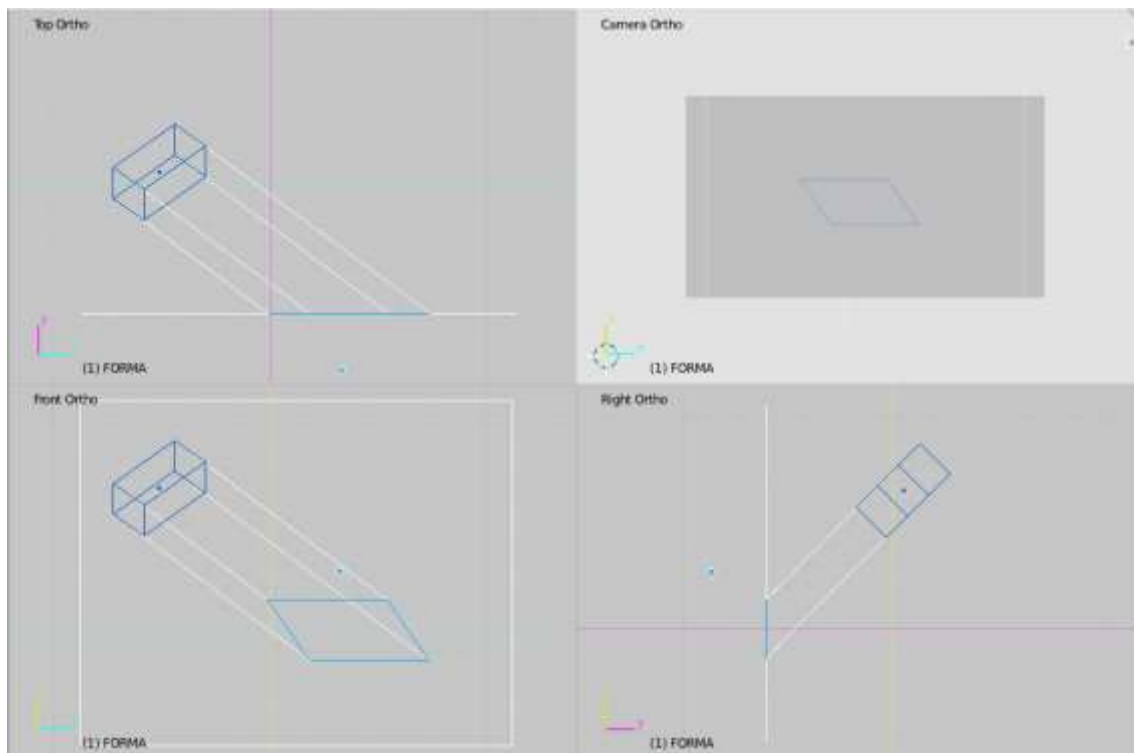 Top Ortho
(1) FORMA
Camera Ortho
(1) FORMA
Front Ortho
(1) FORMA
Right Ortho
(1) FORMA